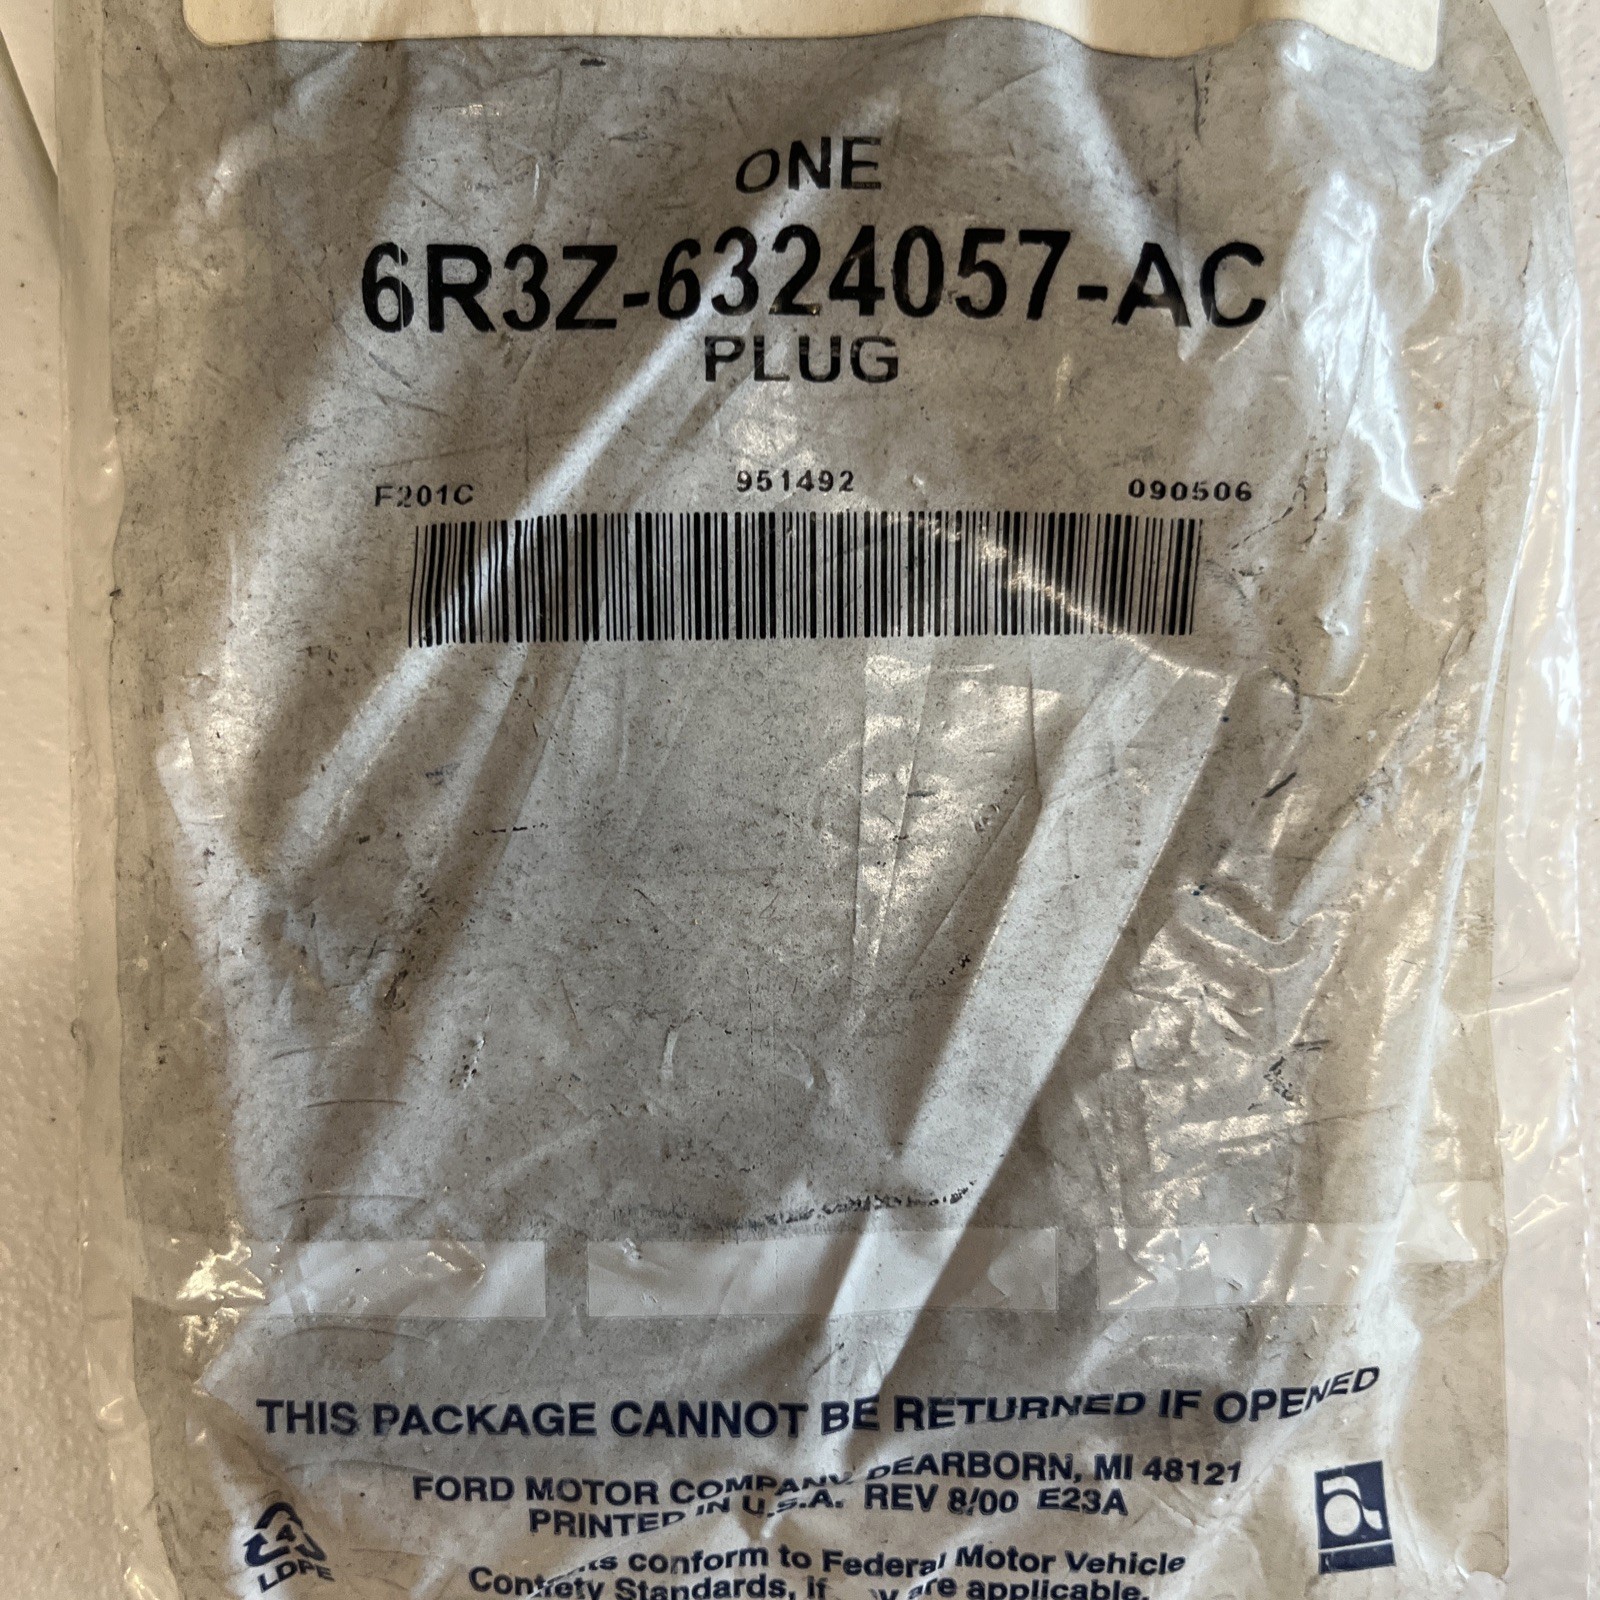 ONE
6R3Z-6324057-AC
PLUG
F201C 951492 090506
THIS PACKAGE CANNOT BE RETURNED IF OPENED
FORD MOTOR COMPANY DEARBORN, MI 48121
PRINTED IN U.S.A. REV 8/00 E23A
4
LDPE
conform to Federal Motor Vehicle
Standards, if are applicable.